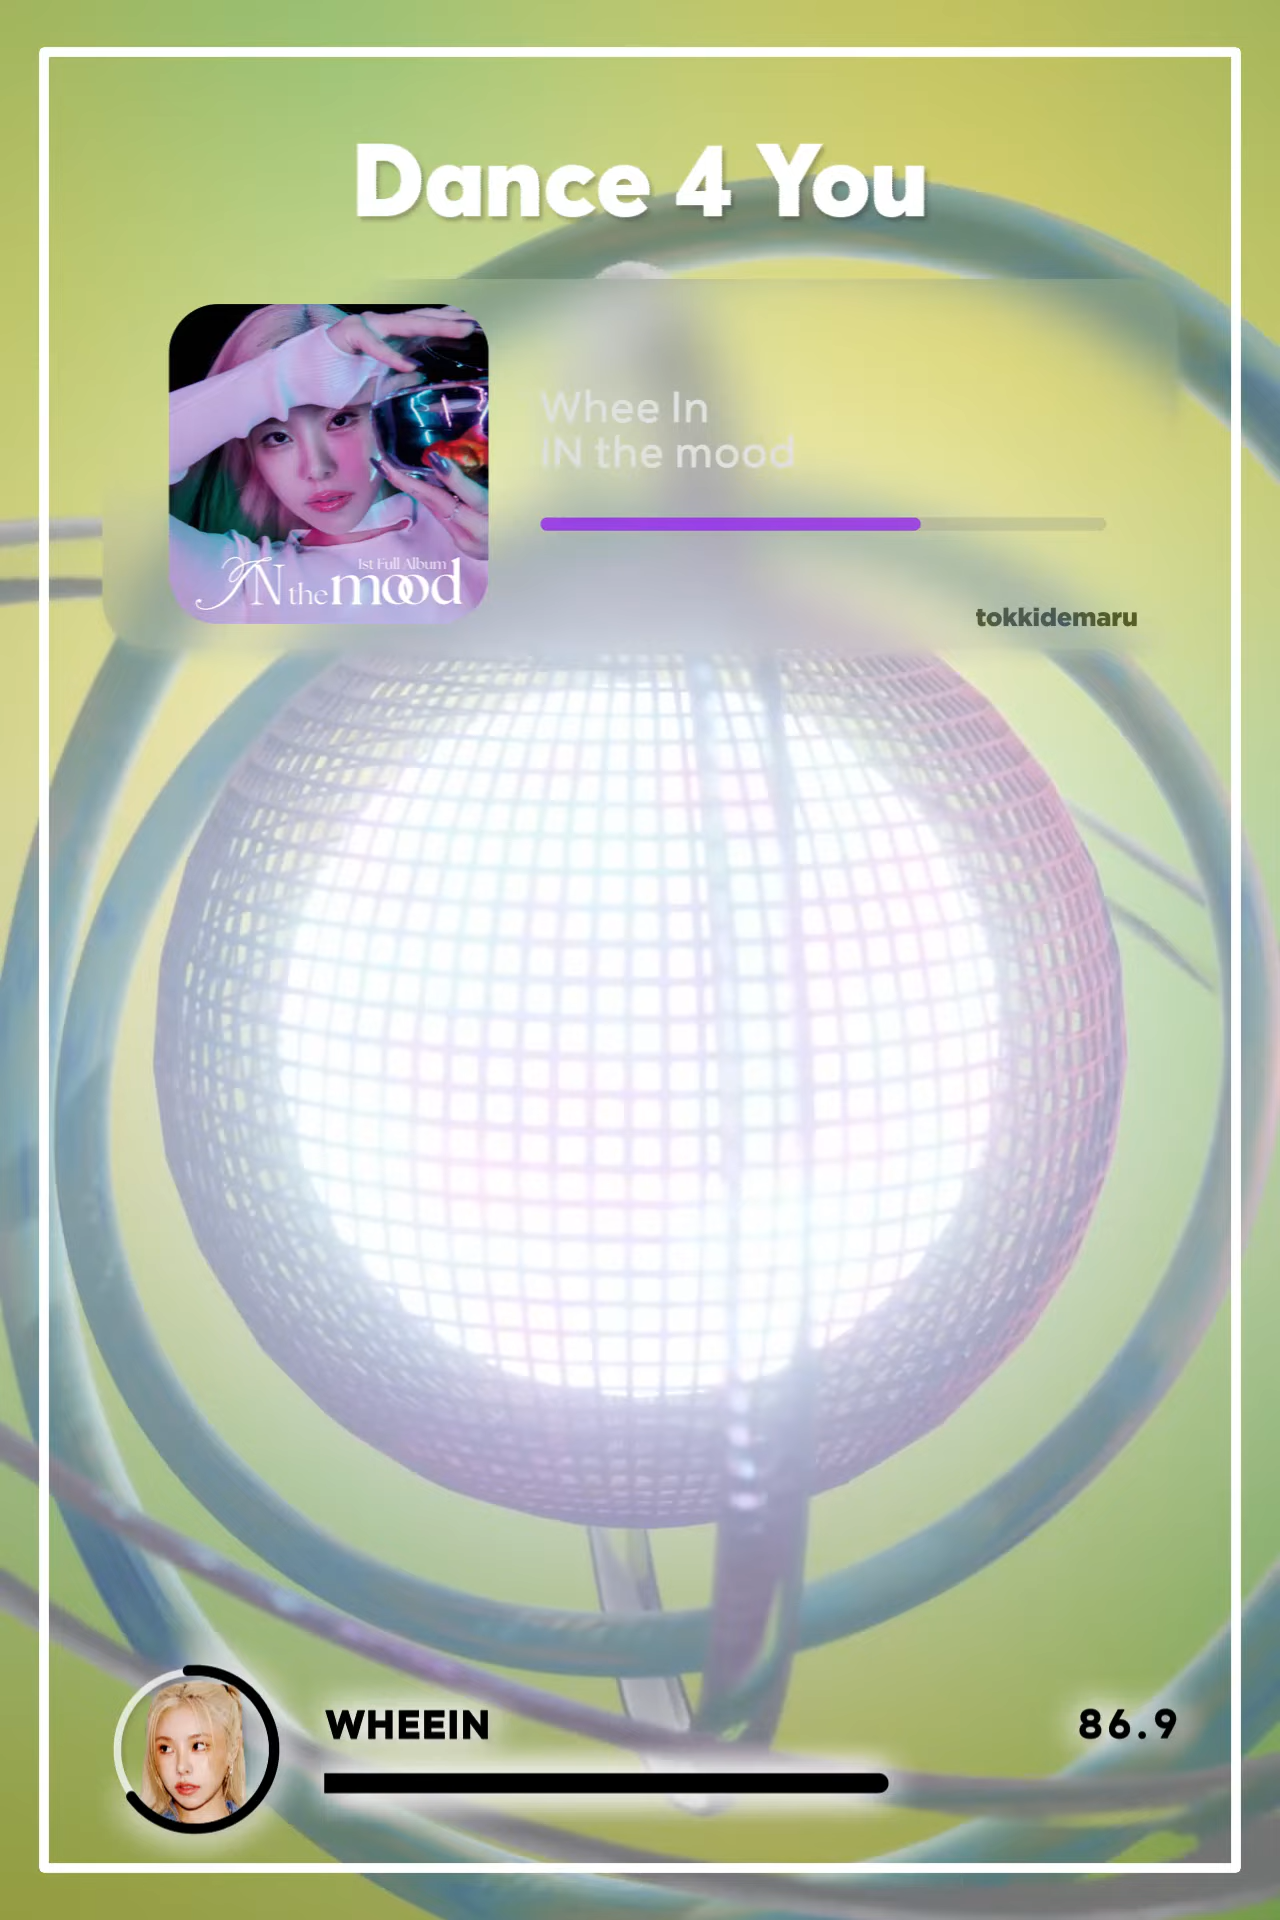 Dance 4 You
Whee In
IN the mood
1st Full Album
IN the mood
tokkidemaru
WHEEIN
86.9